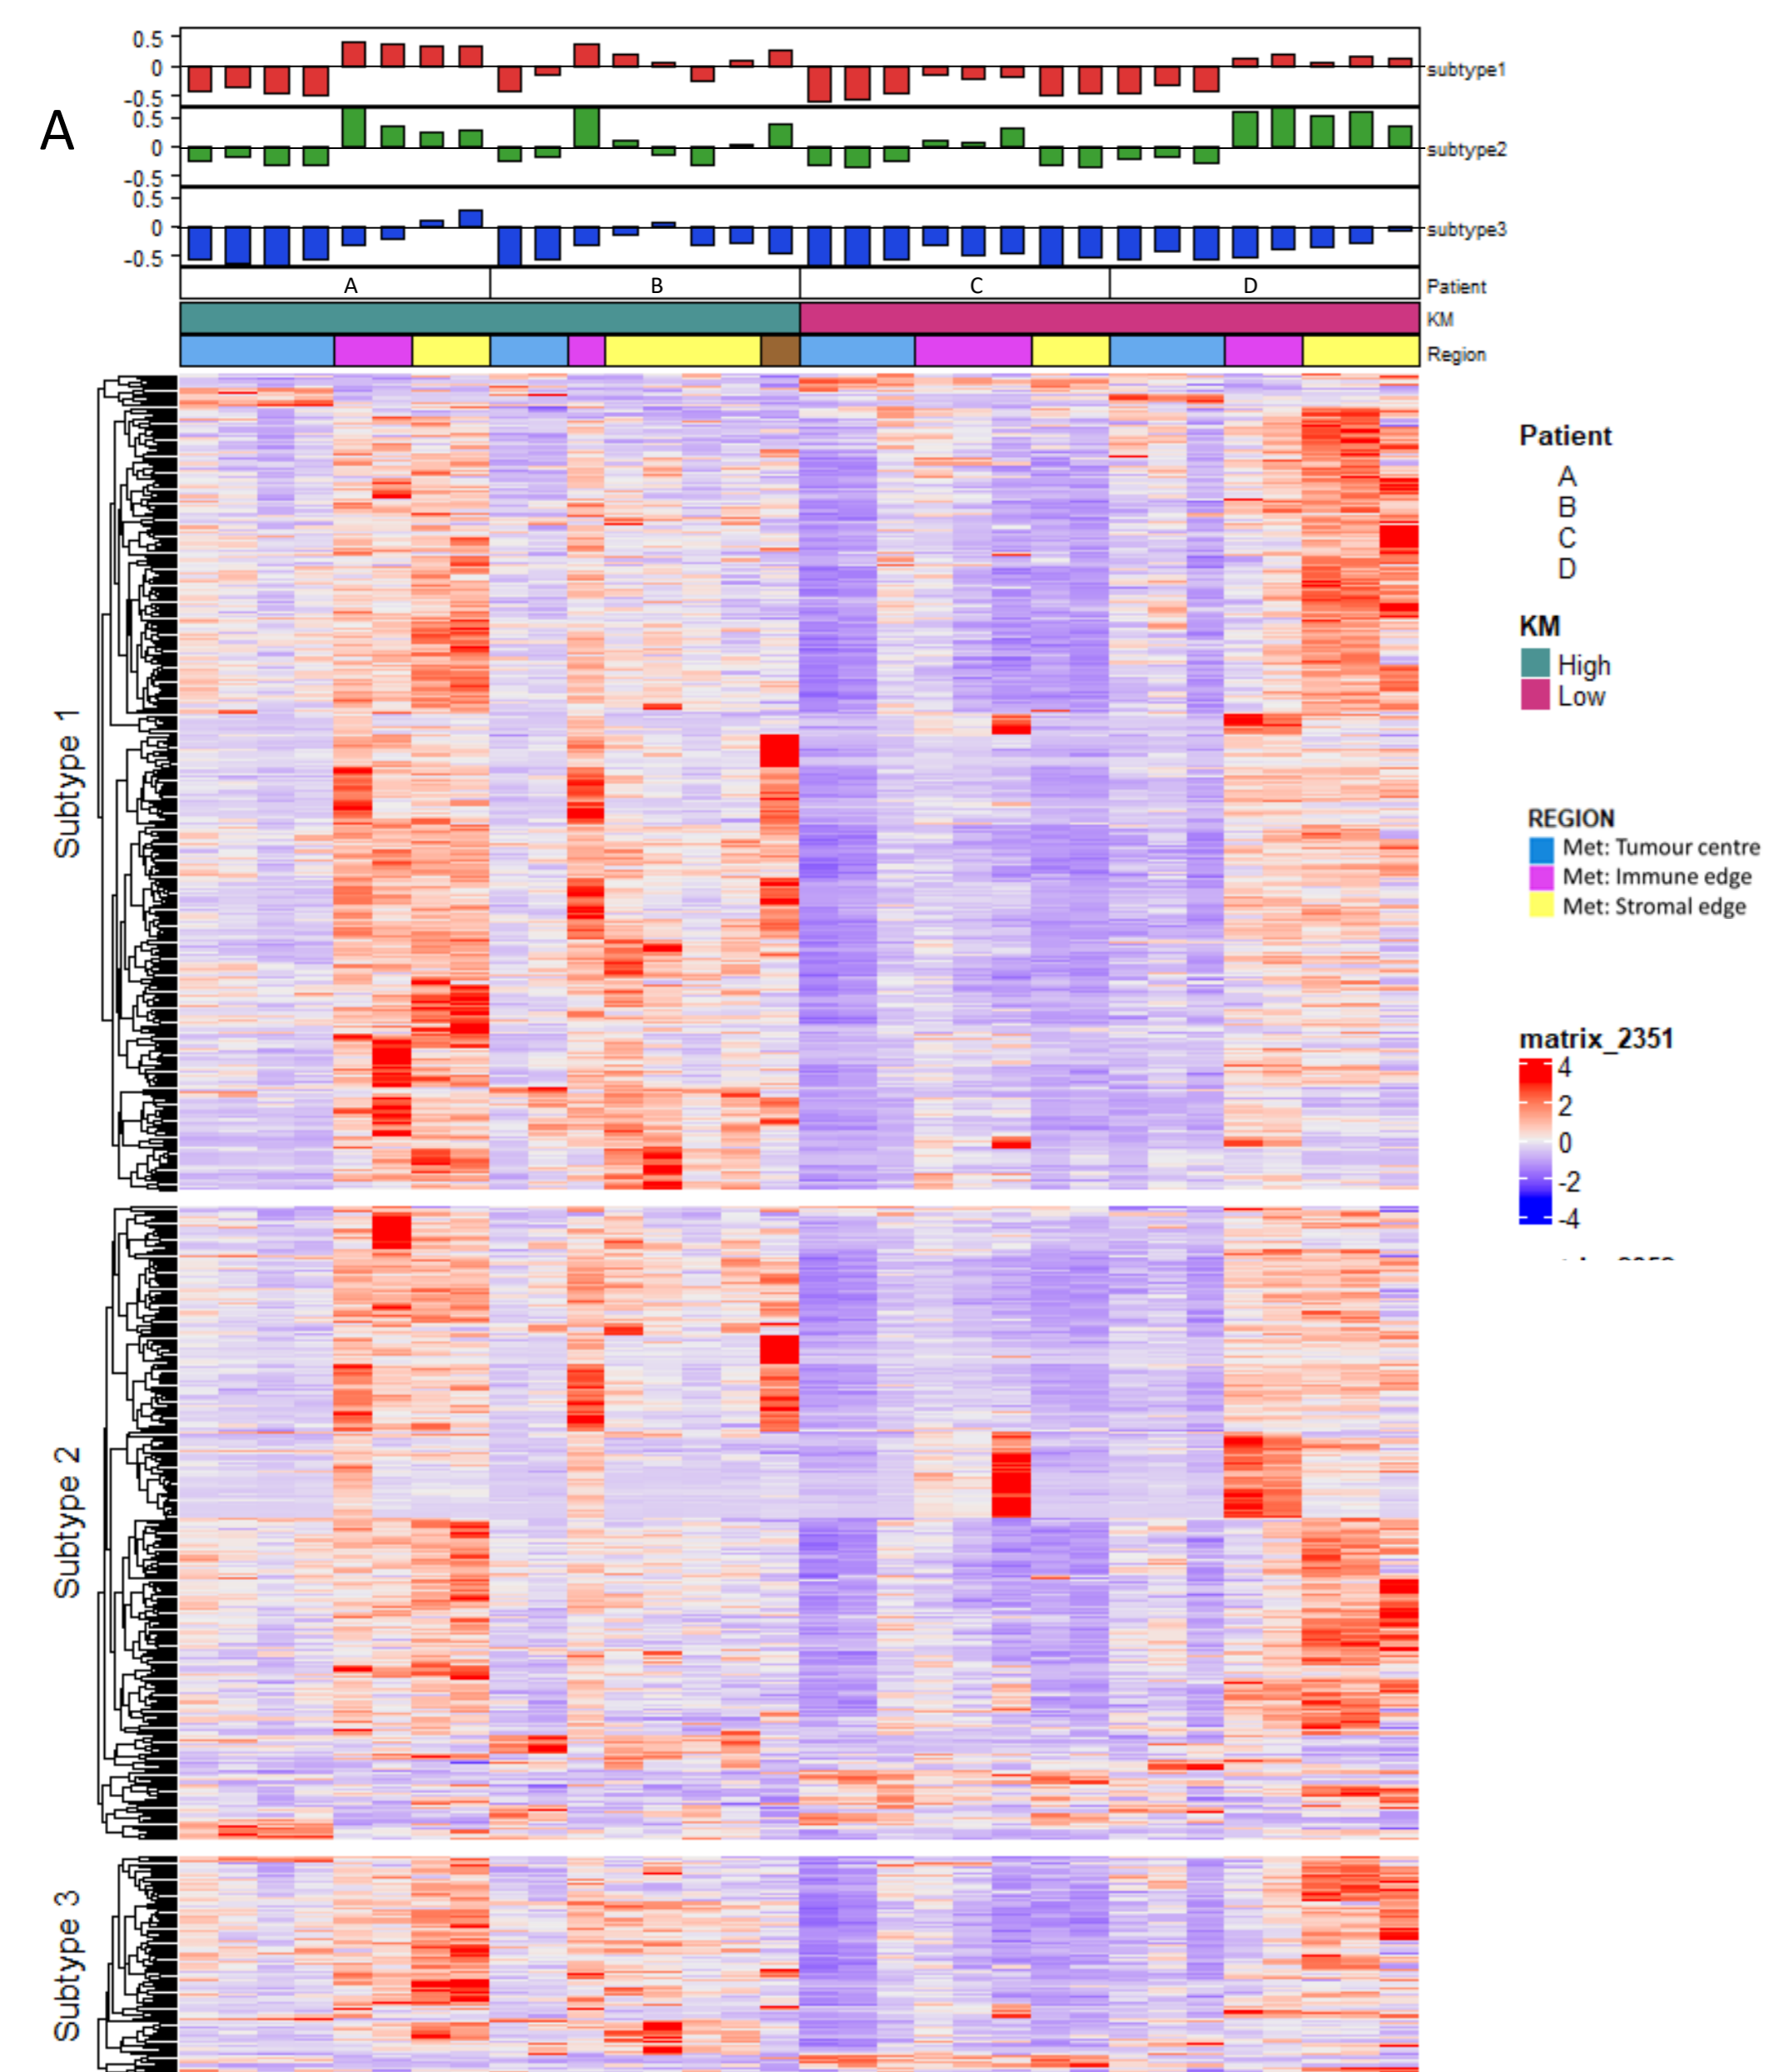 A
0.5
0
-0.5
subtype1
0.5
0
-0.5
subtype2
0.5
0
-0.5
subtype3
A B C D Patient
KM
Region
Subtype 1
Subtype 2
Subtype 3
Patient
A
B
C
D
KM
High
Low
REGION
Met: Tumour centre
Met: Immune edge
Met: Stromal edge
matrix_2351
4
2
0
-2
-4